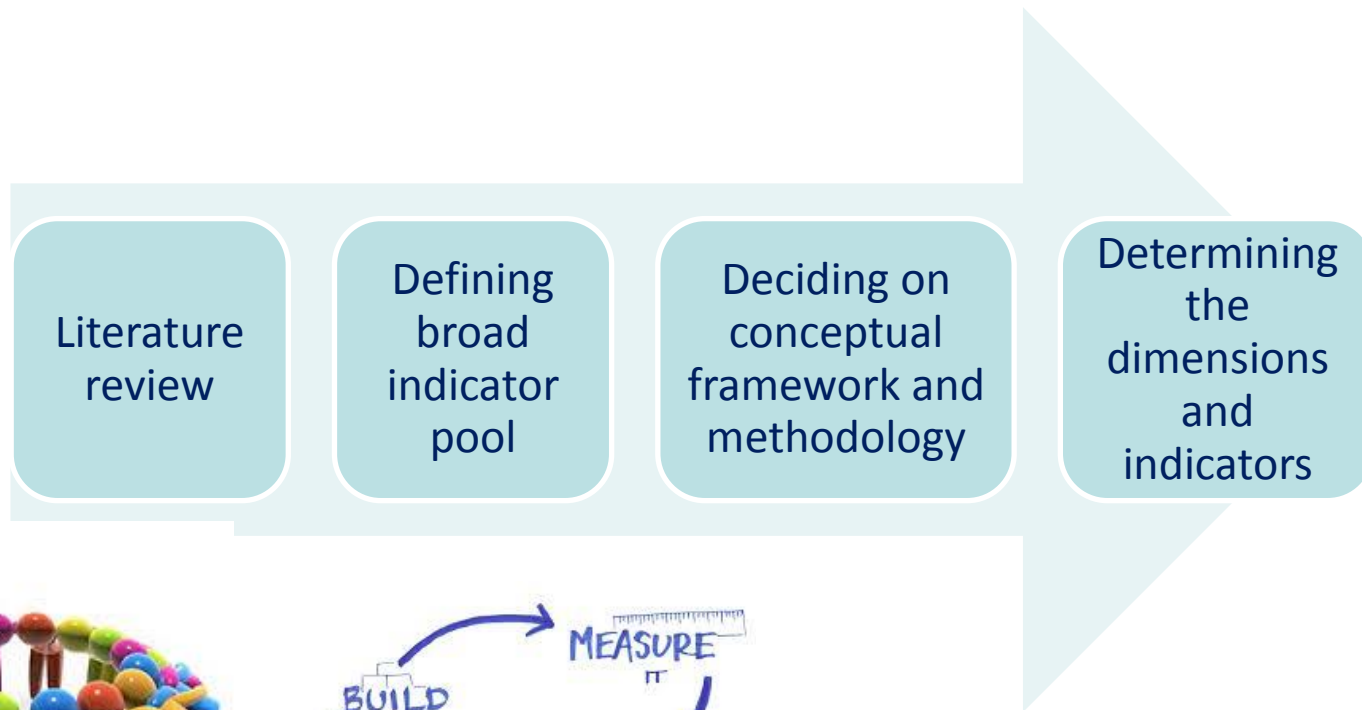 Literature
review
Defining
broad
indicator
pool
Deciding on
conceptual
framework and
methodology
Determining
the
dimensions
and
indicators
MEASURE
IT
BUILD